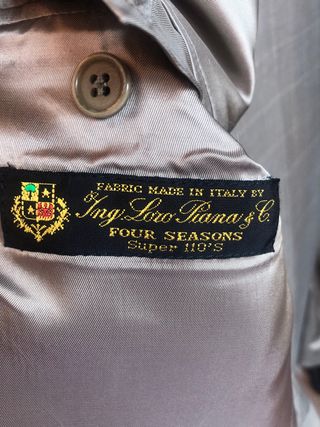 FABRIC MADE IN ITALY BY
Ing. Loro Piana & C.
FOUR SEASONS
Super 110'S